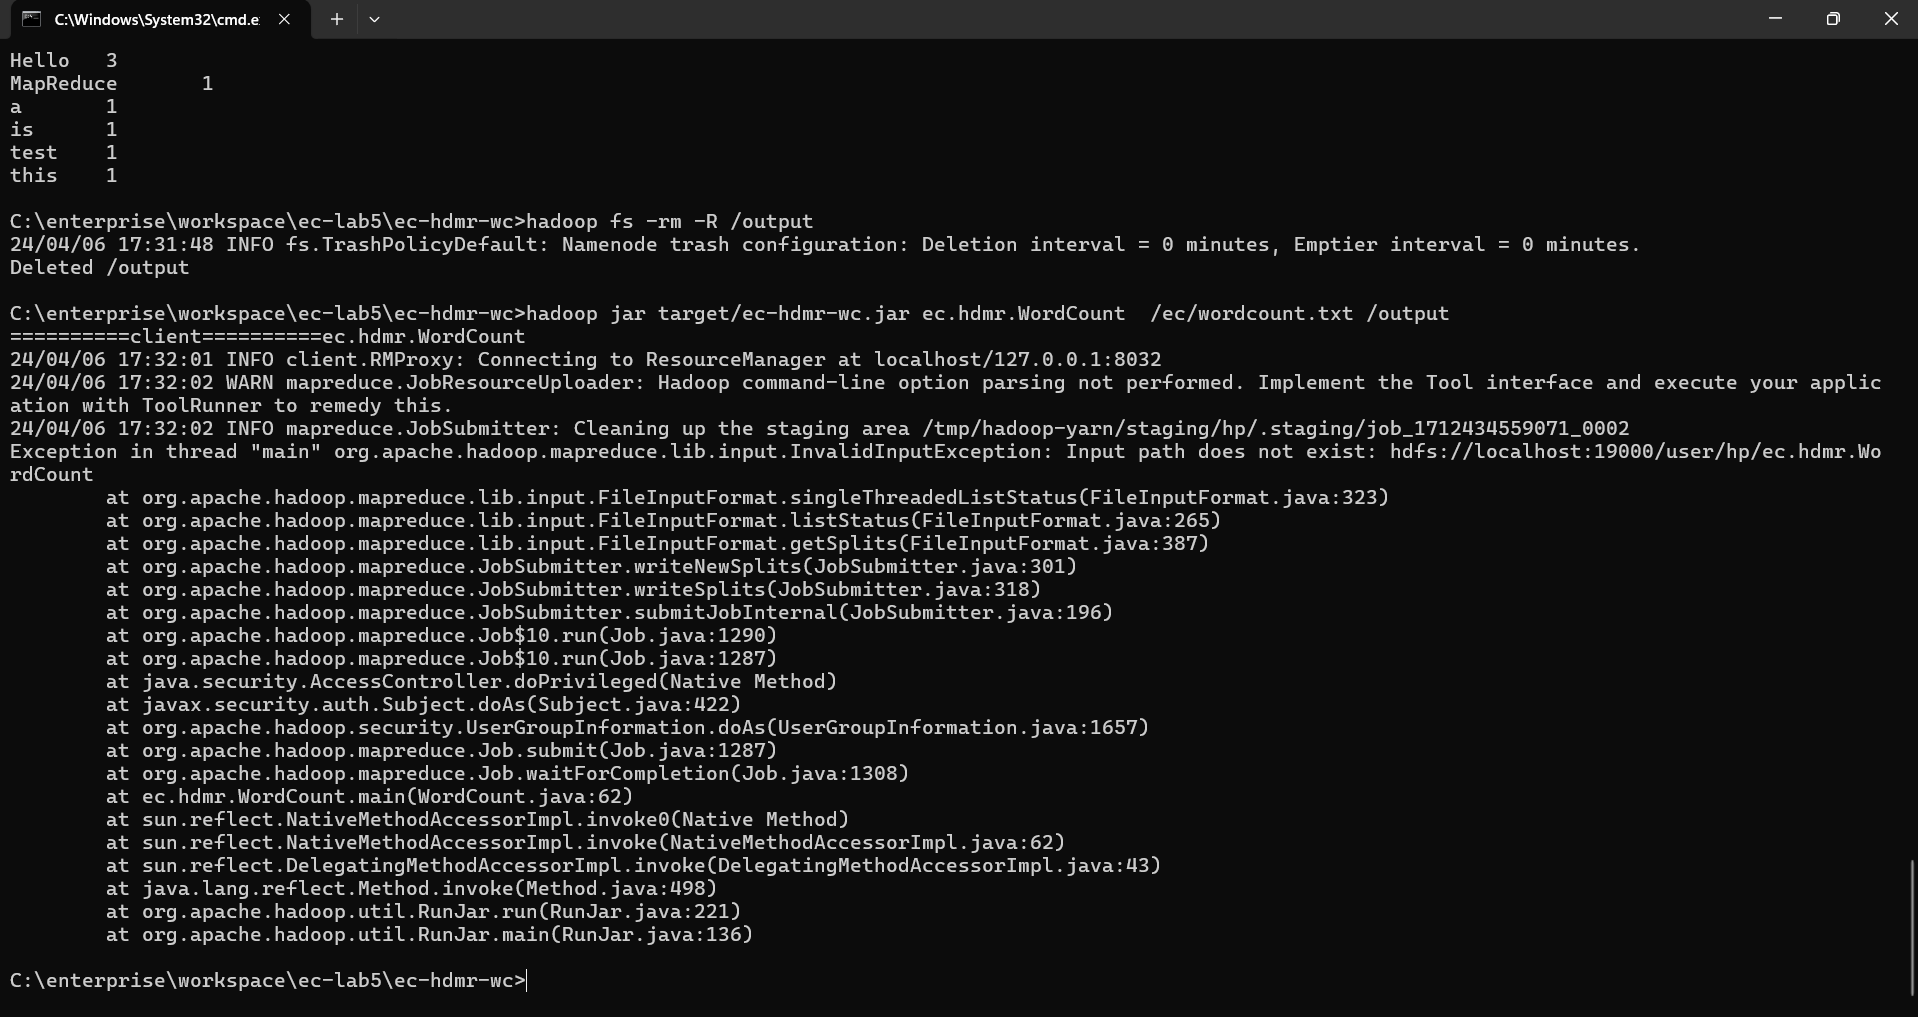 C:\Windows\System32\cmd.e
Hello   3
MapReduce       1
a       1
is      1
test    1
this    1
C:\enterprise\workspace\ec-lab5\ec-hdmr-wc>hadoop fs -rm -R /output
24/04/06 17:31:48 INFO fs.TrashPolicyDefault: Namenode trash configuration: Deletion interval = 0 minutes, Emptier interval = 0 minutes.
Deleted /output
C:\enterprise\workspace\ec-lab5\ec-hdmr-wc>hadoop jar target/ec-hdmr-wc.jar ec.hdmr.WordCount  /ec/wordcount.txt /output
==========client==========ec.hdmr.WordCount
24/04/06 17:32:01 INFO client.RMProxy: Connecting to ResourceManager at localhost/127.0.0.1:8032
24/04/06 17:32:02 WARN mapreduce.JobResourceUploader: Hadoop command-line option parsing not performed. Implement the Tool interface and execute your applic
ation with ToolRunner to remedy this.
24/04/06 17:32:02 INFO mapreduce.JobSubmitter: Cleaning up the staging area /tmp/hadoop-yarn/staging/hp/.staging/job_1712434559071_0002
Exception in thread "main" org.apache.hadoop.mapreduce.lib.input.InvalidInputException: Input path does not exist: hdfs://localhost:19000/user/hp/ec.hdmr.Wo
rdCount
        at org.apache.hadoop.mapreduce.lib.input.FileInputFormat.singleThreadedListStatus(FileInputFormat.java:323)
        at org.apache.hadoop.mapreduce.lib.input.FileInputFormat.listStatus(FileInputFormat.java:265)
        at org.apache.hadoop.mapreduce.lib.input.FileInputFormat.getSplits(FileInputFormat.java:387)
        at org.apache.hadoop.mapreduce.JobSubmitter.writeNewSplits(JobSubmitter.java:301)
        at org.apache.hadoop.mapreduce.JobSubmitter.writeSplits(JobSubmitter.java:318)
        at org.apache.hadoop.mapreduce.JobSubmitter.submitJobInternal(JobSubmitter.java:196)
        at org.apache.hadoop.mapreduce.Job$10.run(Job.java:1290)
        at org.apache.hadoop.mapreduce.Job$10.run(Job.java:1287)
        at java.security.AccessController.doPrivileged(Native Method)
        at javax.security.auth.Subject.doAs(Subject.java:422)
        at org.apache.hadoop.security.UserGroupInformation.doAs(UserGroupInformation.java:1657)
        at org.apache.hadoop.mapreduce.Job.submit(Job.java:1287)
        at org.apache.hadoop.mapreduce.Job.waitForCompletion(Job.java:1308)
        at ec.hdmr.WordCount.main(WordCount.java:62)
        at sun.reflect.NativeMethodAccessorImpl.invoke0(Native Method)
        at sun.reflect.NativeMethodAccessorImpl.invoke(NativeMethodAccessorImpl.java:62)
        at sun.reflect.DelegatingMethodAccessorImpl.invoke(DelegatingMethodAccessorImpl.java:43)
        at java.lang.reflect.Method.invoke(Method.java:498)
        at org.apache.hadoop.util.RunJar.run(RunJar.java:221)
        at org.apache.hadoop.util.RunJar.main(RunJar.java:136)
C:\enterprise\workspace\ec-lab5\ec-hdmr-wc>